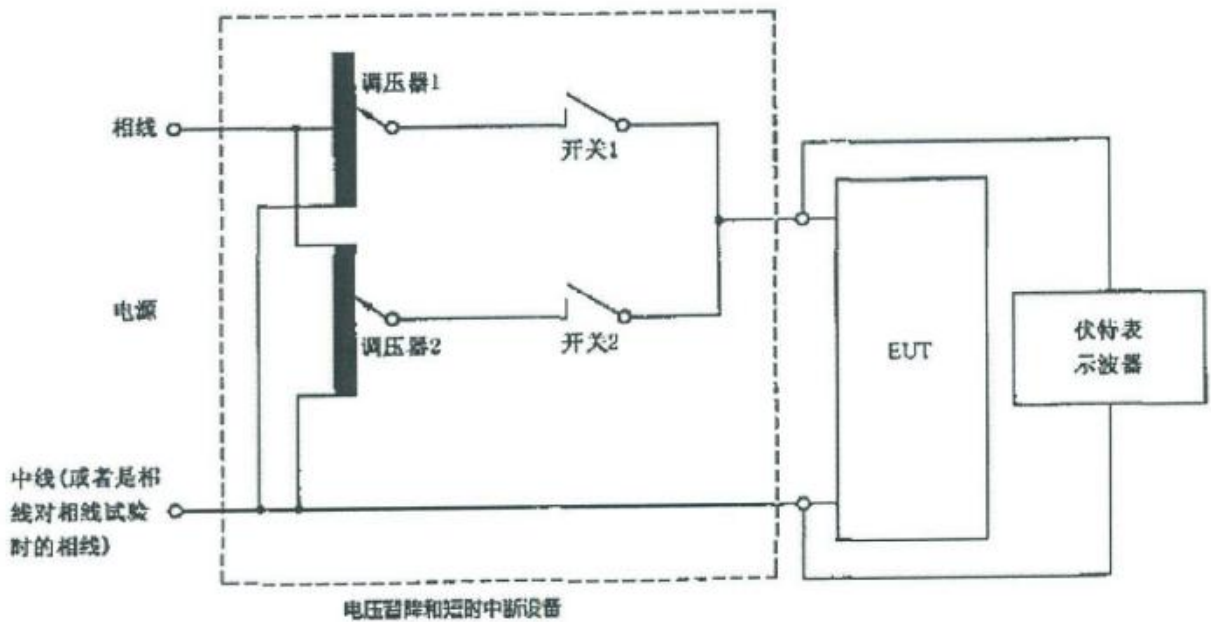 调压器1
相线
开关1
电源
调压器2
开关2
EUT
伏特表
示波器
中线(或者是相
线对相线试验
时的相线)
电压暂降和短时中断设备